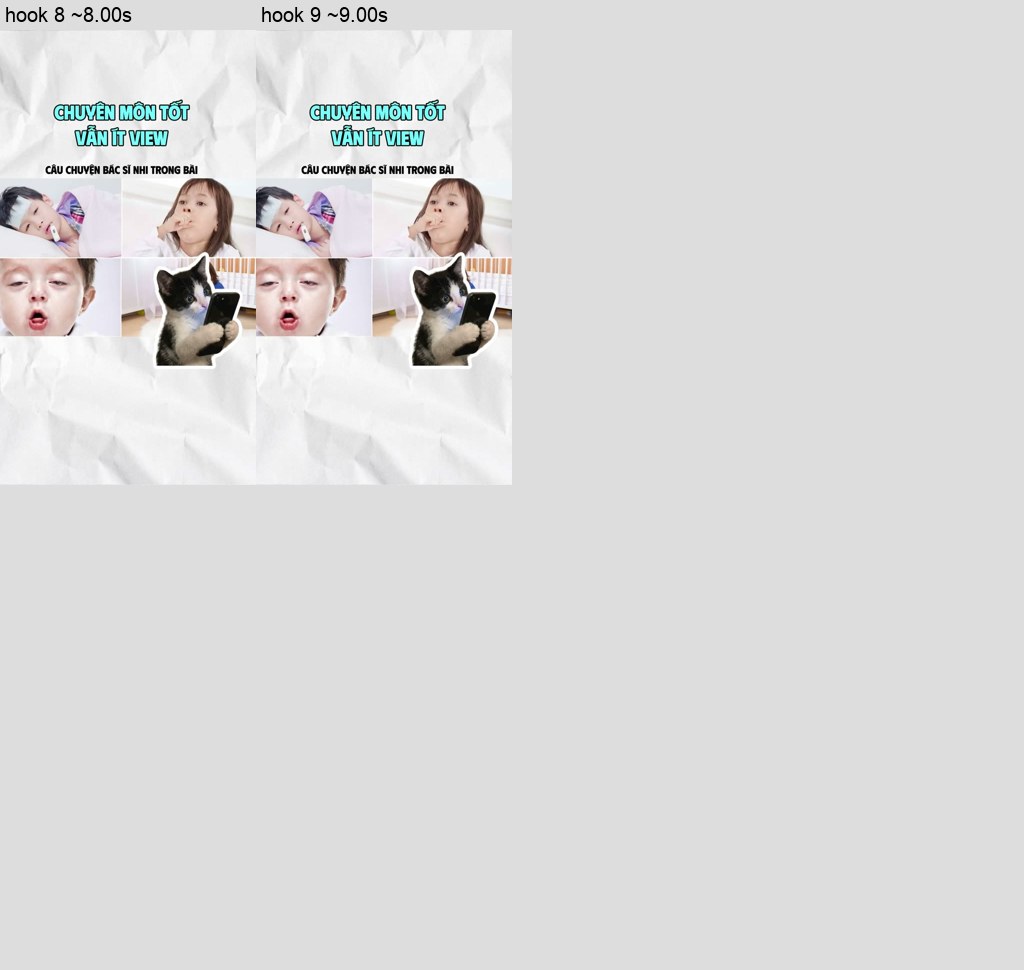 hook 8 ~8.00s
hook 9 ~9.00s
CHUYÊN MÔN TỐT
VẪN ÍT VIEW
CÂU CHUYỆN BÁC SĨ NHI TRONG BÀI
CHUYÊN MÔN TỐT
VẪN ÍT VIEW
CÂU CHUYỆN BÁC SĨ NHI TRONG BÀI